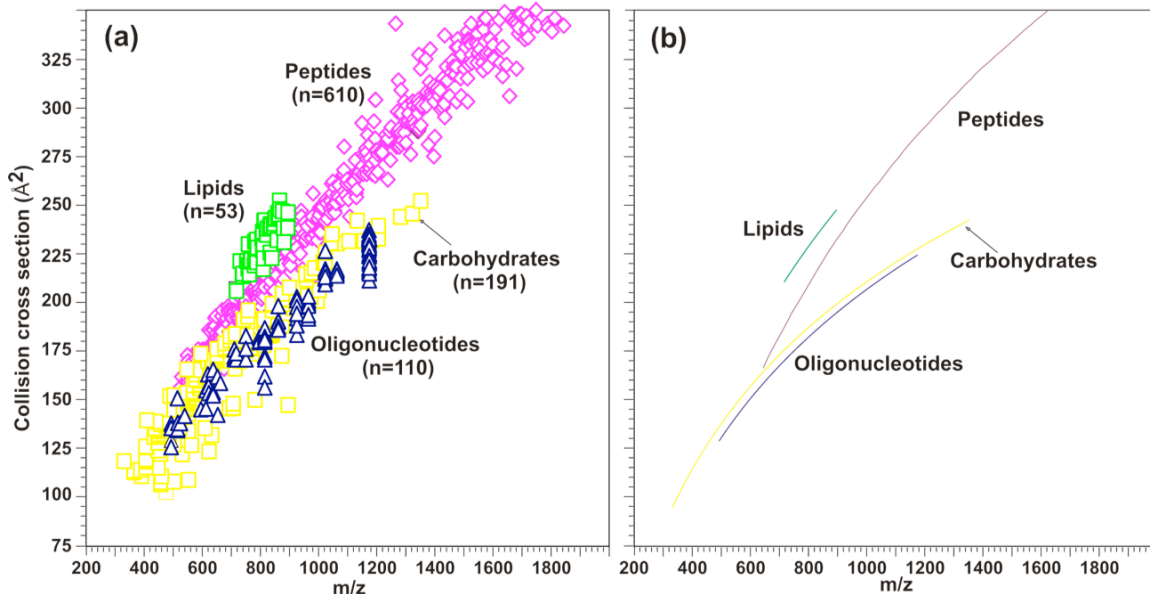 (a)
(b)
Collision cross section (Å²)
325
300
275
250
225
200
175
150
125
100
75
Peptides
(n=610)
Lipids
(n=53)
Carbohydrates
(n=191)
Oligonucleotides
(n=110)
200 400 600 800 1000 1200 1400 1600 1800
m/z
Peptides
Lipids
Carbohydrates
Oligonucleotides
200 400 600 800 1000 1200 1400 1600 1800
m/z